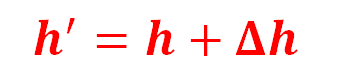 h′ = h + Δh